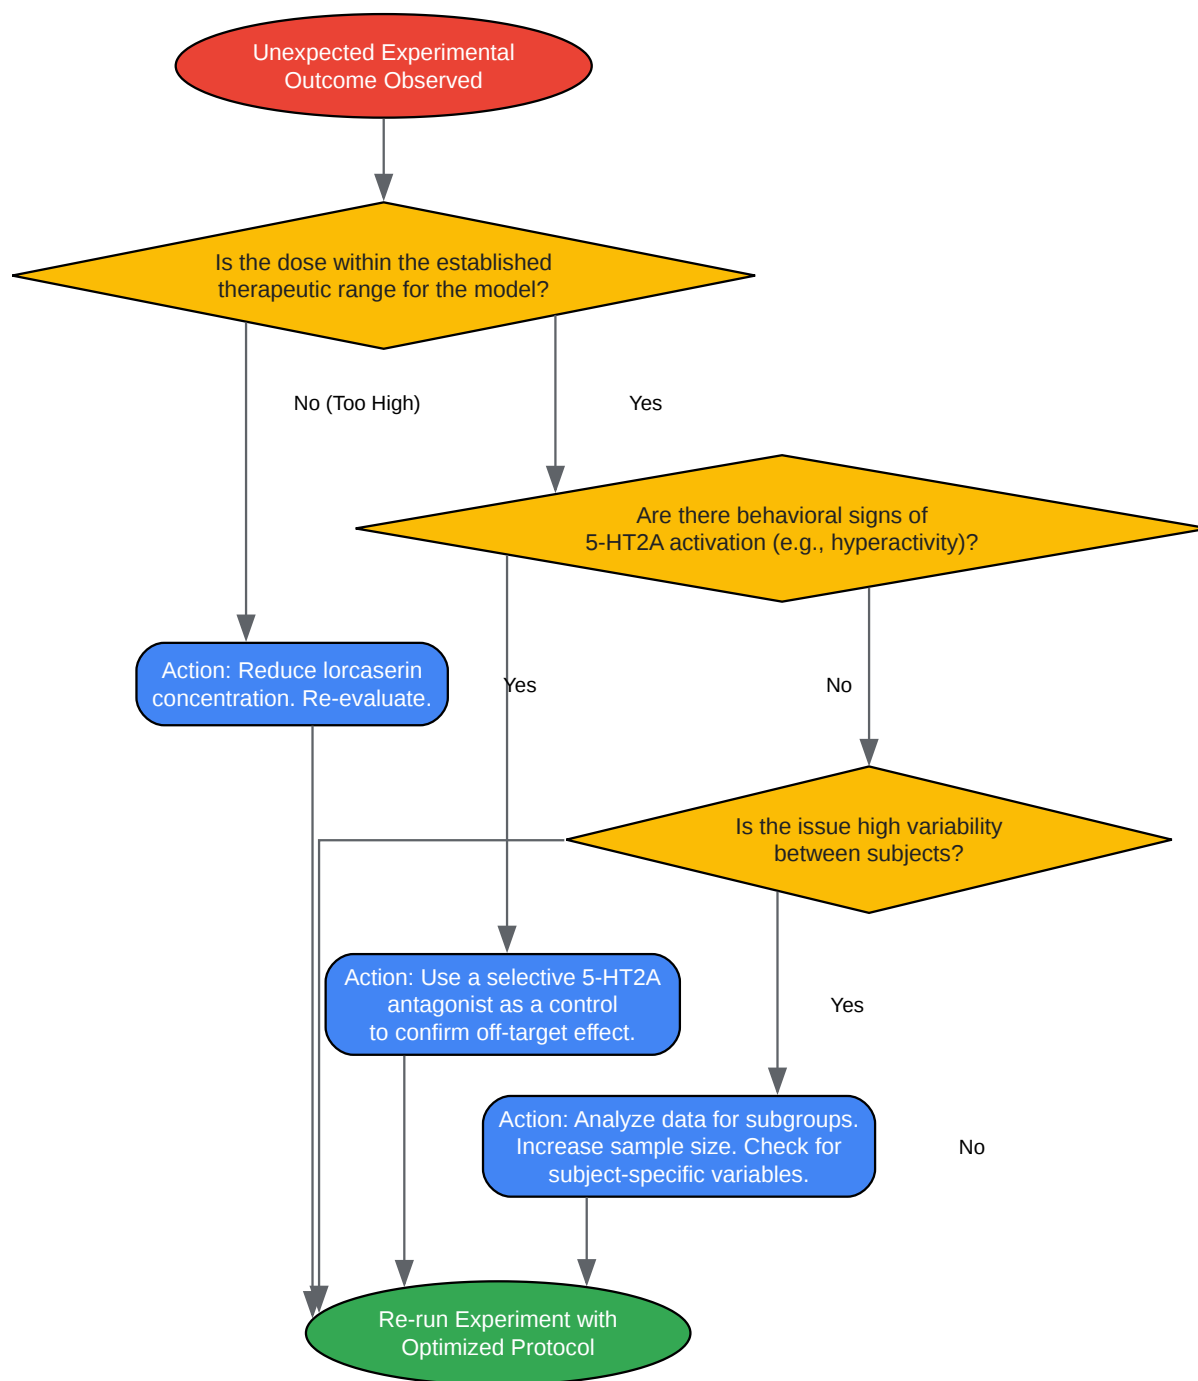 Unexpected Experimental
Outcome Observed
Is the dose within the established
therapeutic range for the model?
No (Too High)
Yes
Are there behavioral signs of
5-HT2A activation (e.g., hyperactivity)?
Action: Reduce lorcaserin
concentration. Re-evaluate.
Yes
No
Is the issue high variability
between subjects?
Action: Use a selective 5-HT2A
antagonist as a control
to confirm off-target effect.
Yes
Action: Analyze data for subgroups.
Increase sample size. Check for
subject-specific variables.
No
Re-run Experiment with
Optimized Protocol